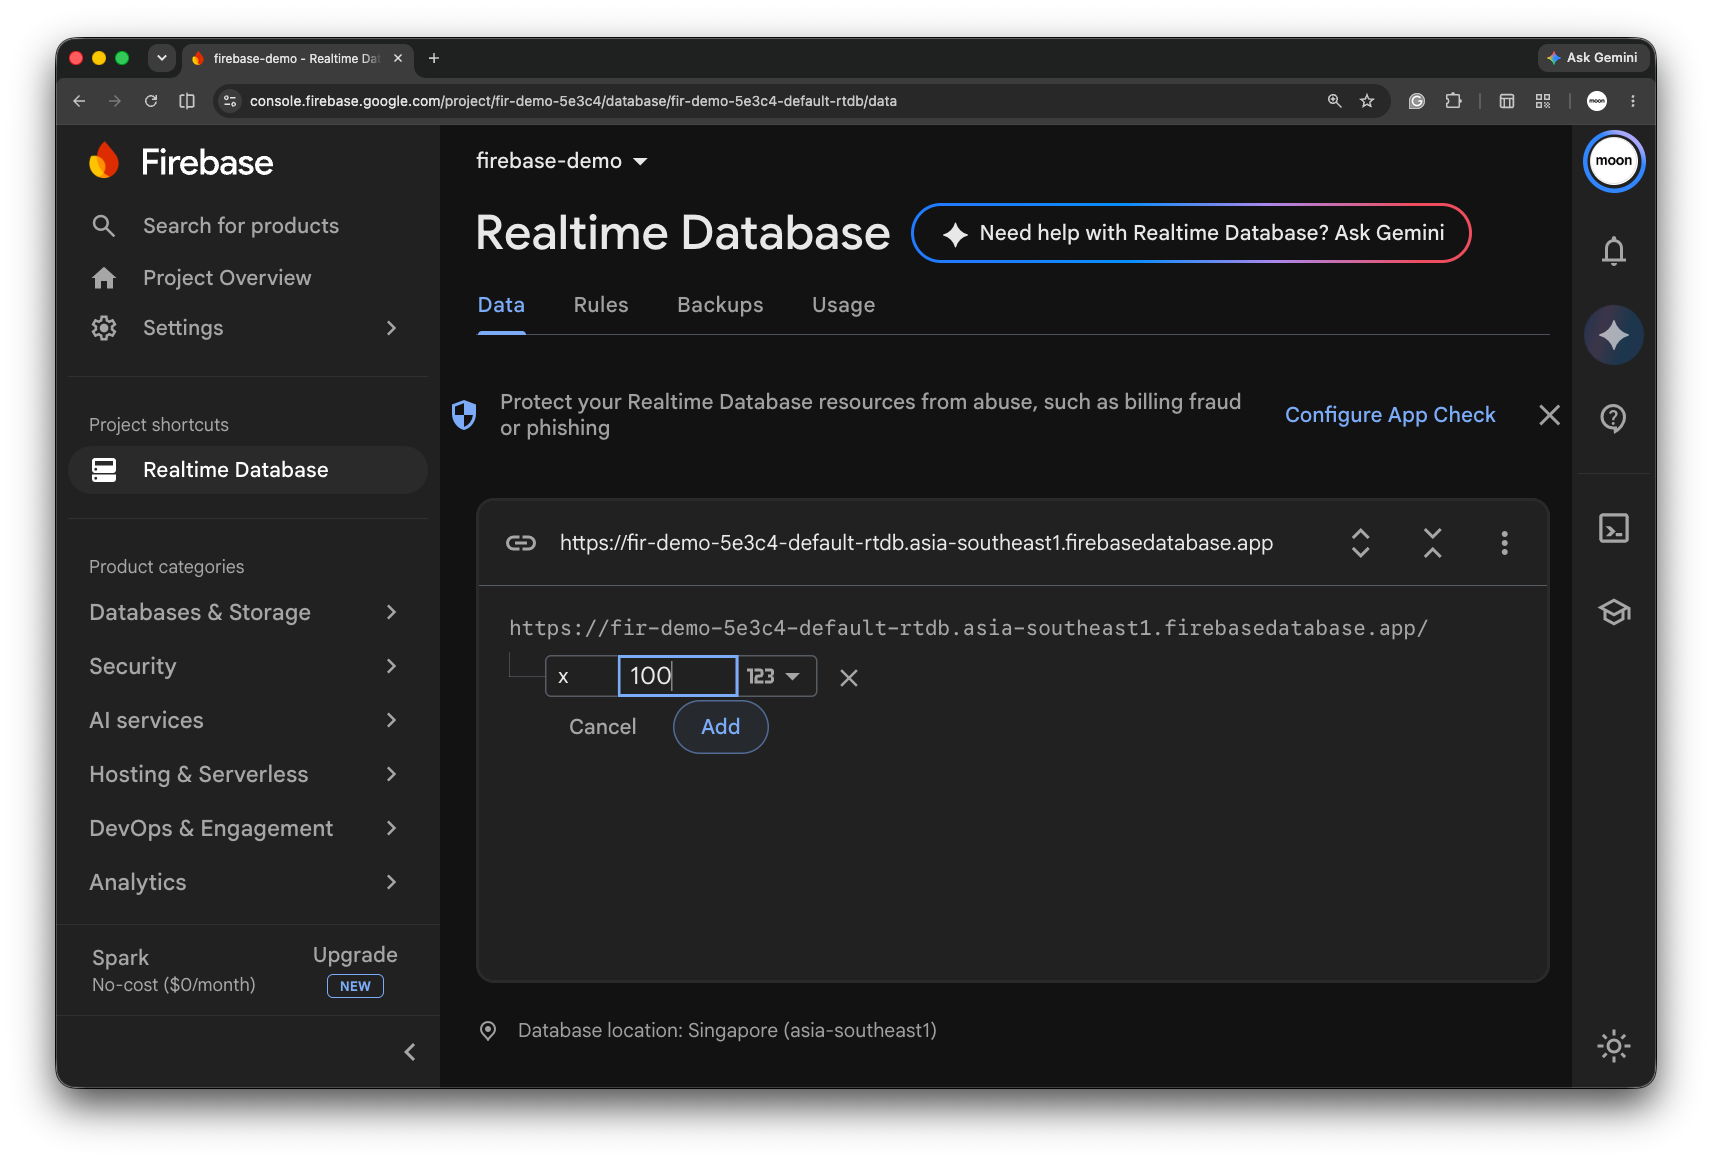 firebase-demo - Realtime Dat
Ask Gemini
console.firebase.google.com/project/fir-demo-5e3c4/database/fir-demo-5e3c4-default-rtdb/data
moon
Firebase
Search for products
Project Overview
Settings
Project shortcuts
Realtime Database
Product categories
Databases & Storage
Security
AI services
Hosting & Serverless
DevOps & Engagement
Analytics
Spark
No-cost ($0/month)
Upgrade
NEW
firebase-demo
Realtime Database
Need help with Realtime Database? Ask Gemini
Data Rules Backups Usage
Protect your Realtime Database resources from abuse, such as billing fraud
or phishing
Configure App Check
https://fir-demo-5e3c4-default-rtdb.asia-southeast1.firebasedatabase.app
https://fir-demo-5e3c4-default-rtdb.asia-southeast1.firebasedatabase.app/
x 100 123
Cancel Add
Database location: Singapore (asia-southeast1)
moon